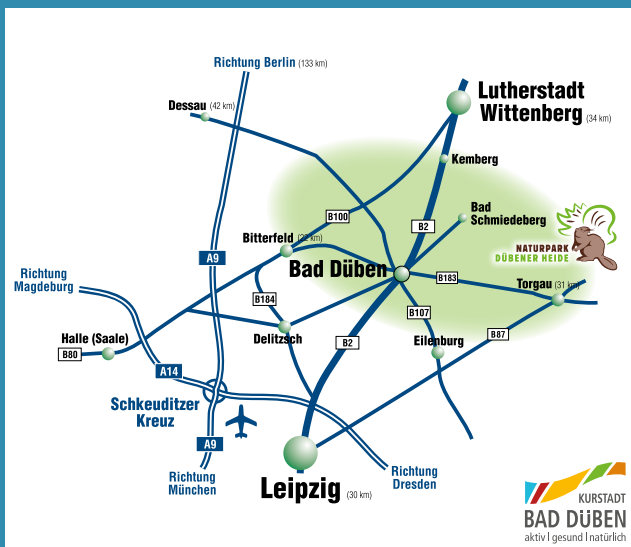 Richtung Berlin (133 km)
Lutherstadt
Wittenberg (34 km)
Dessau (42 km)
Kemberg
Bad
Schmiedeberg
B100
B2
NATURPARK
DÜBENER HEIDE
Bitterfeld (22 km)
A9
Bad Düben
B183
Richtung
Magdeburg
Torgau (31 km)
B184
B107
B87
Halle (Saale)
Delitzsch
B2
Eilenburg
B80
A14
Schkeuditzer
Kreuz
A9
Richtung
München
Richtung
Dresden
Leipzig (30 km)
KURSTADT
BAD DÜBEN
aktiv | gesund | natürlich